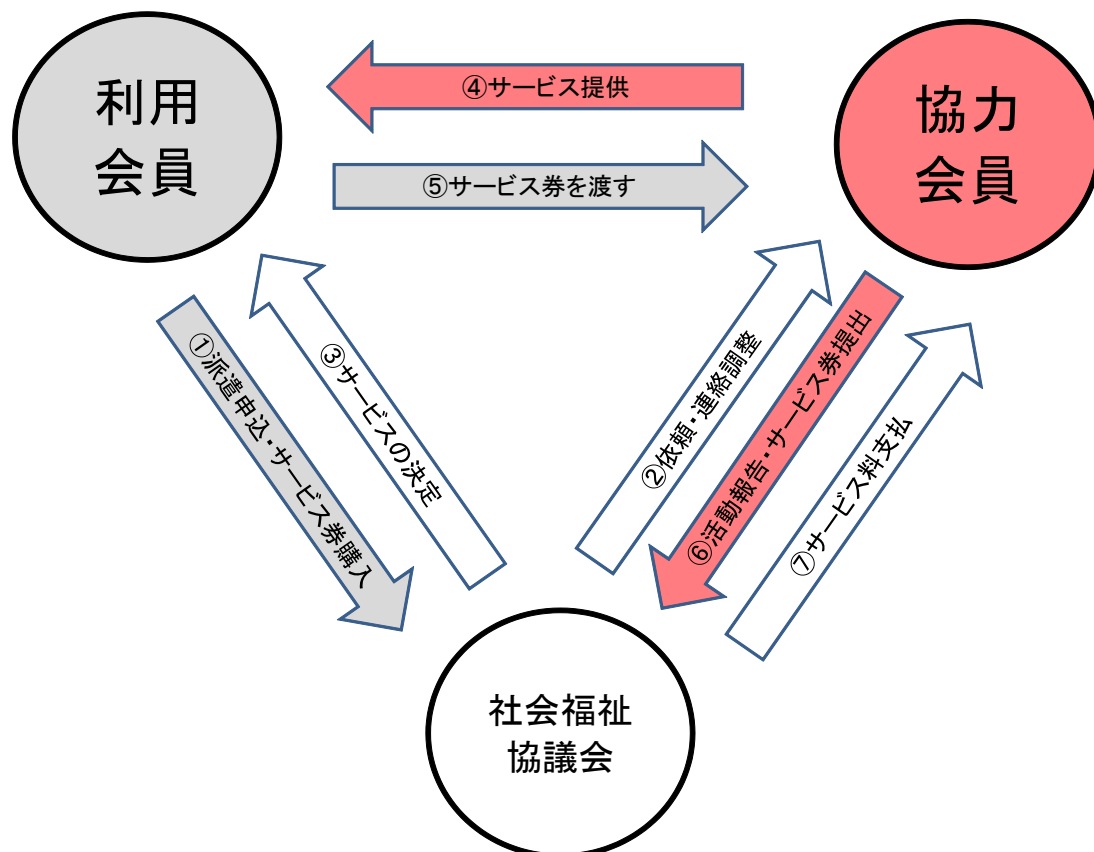 利用
会員
協力
会員
④サービス提供
⑤サービス券を渡す
①派遣申込・サービス券購入
③サービスの決定
②依頼・連絡調整
⑥活動報告・サービス券提出
⑦サービス料支払
社会福祉
協議会